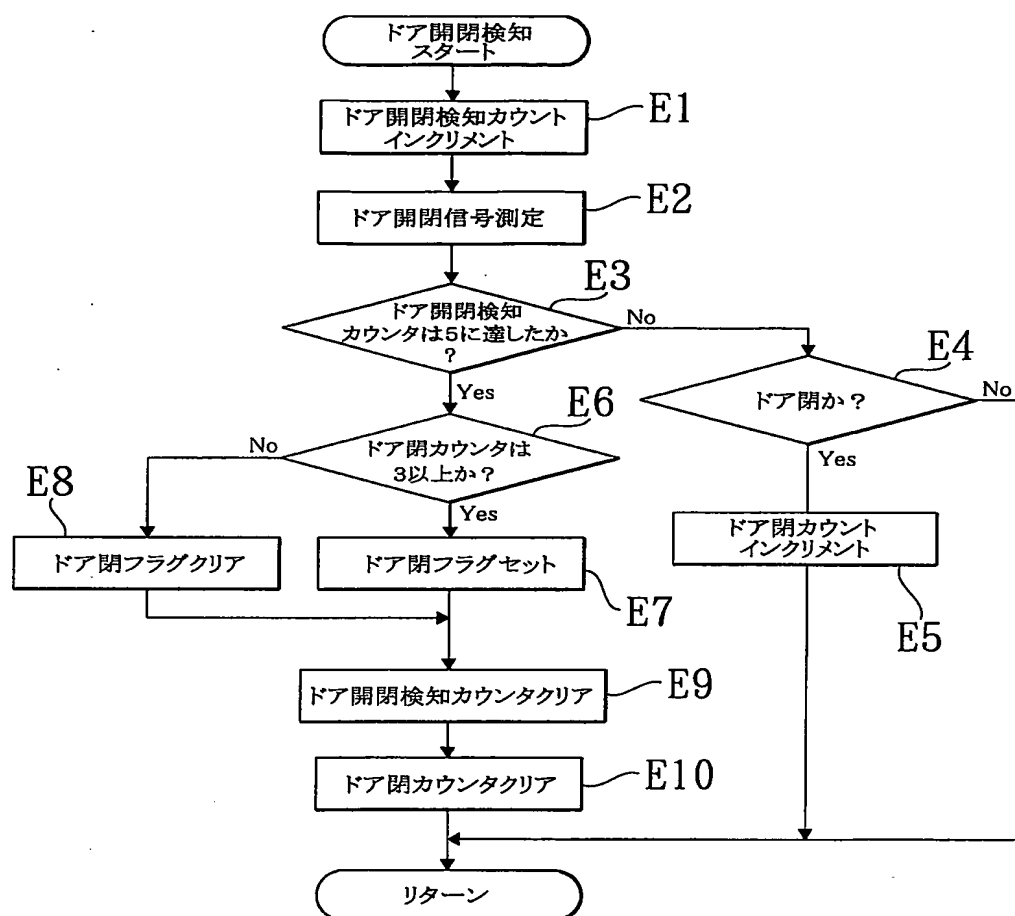 ドア開閉検知
スタート
ドア開閉検知カウント
インクリメント
E1
ドア開閉信号測定
E2
ドア開閉検知
カウンタは5に達したか
?
E3
No
Yes
ドア閉か?
E4
No
Yes
ドア閉カウント
インクリメント
E5
ドア閉カウンタは
3以上か?
E6
No
Yes
ドア閉フラグセット
E7
E8
ドア閉フラグクリア
ドア開閉検知カウンタクリア
E9
ドア閉カウンタクリア
E10
リターン